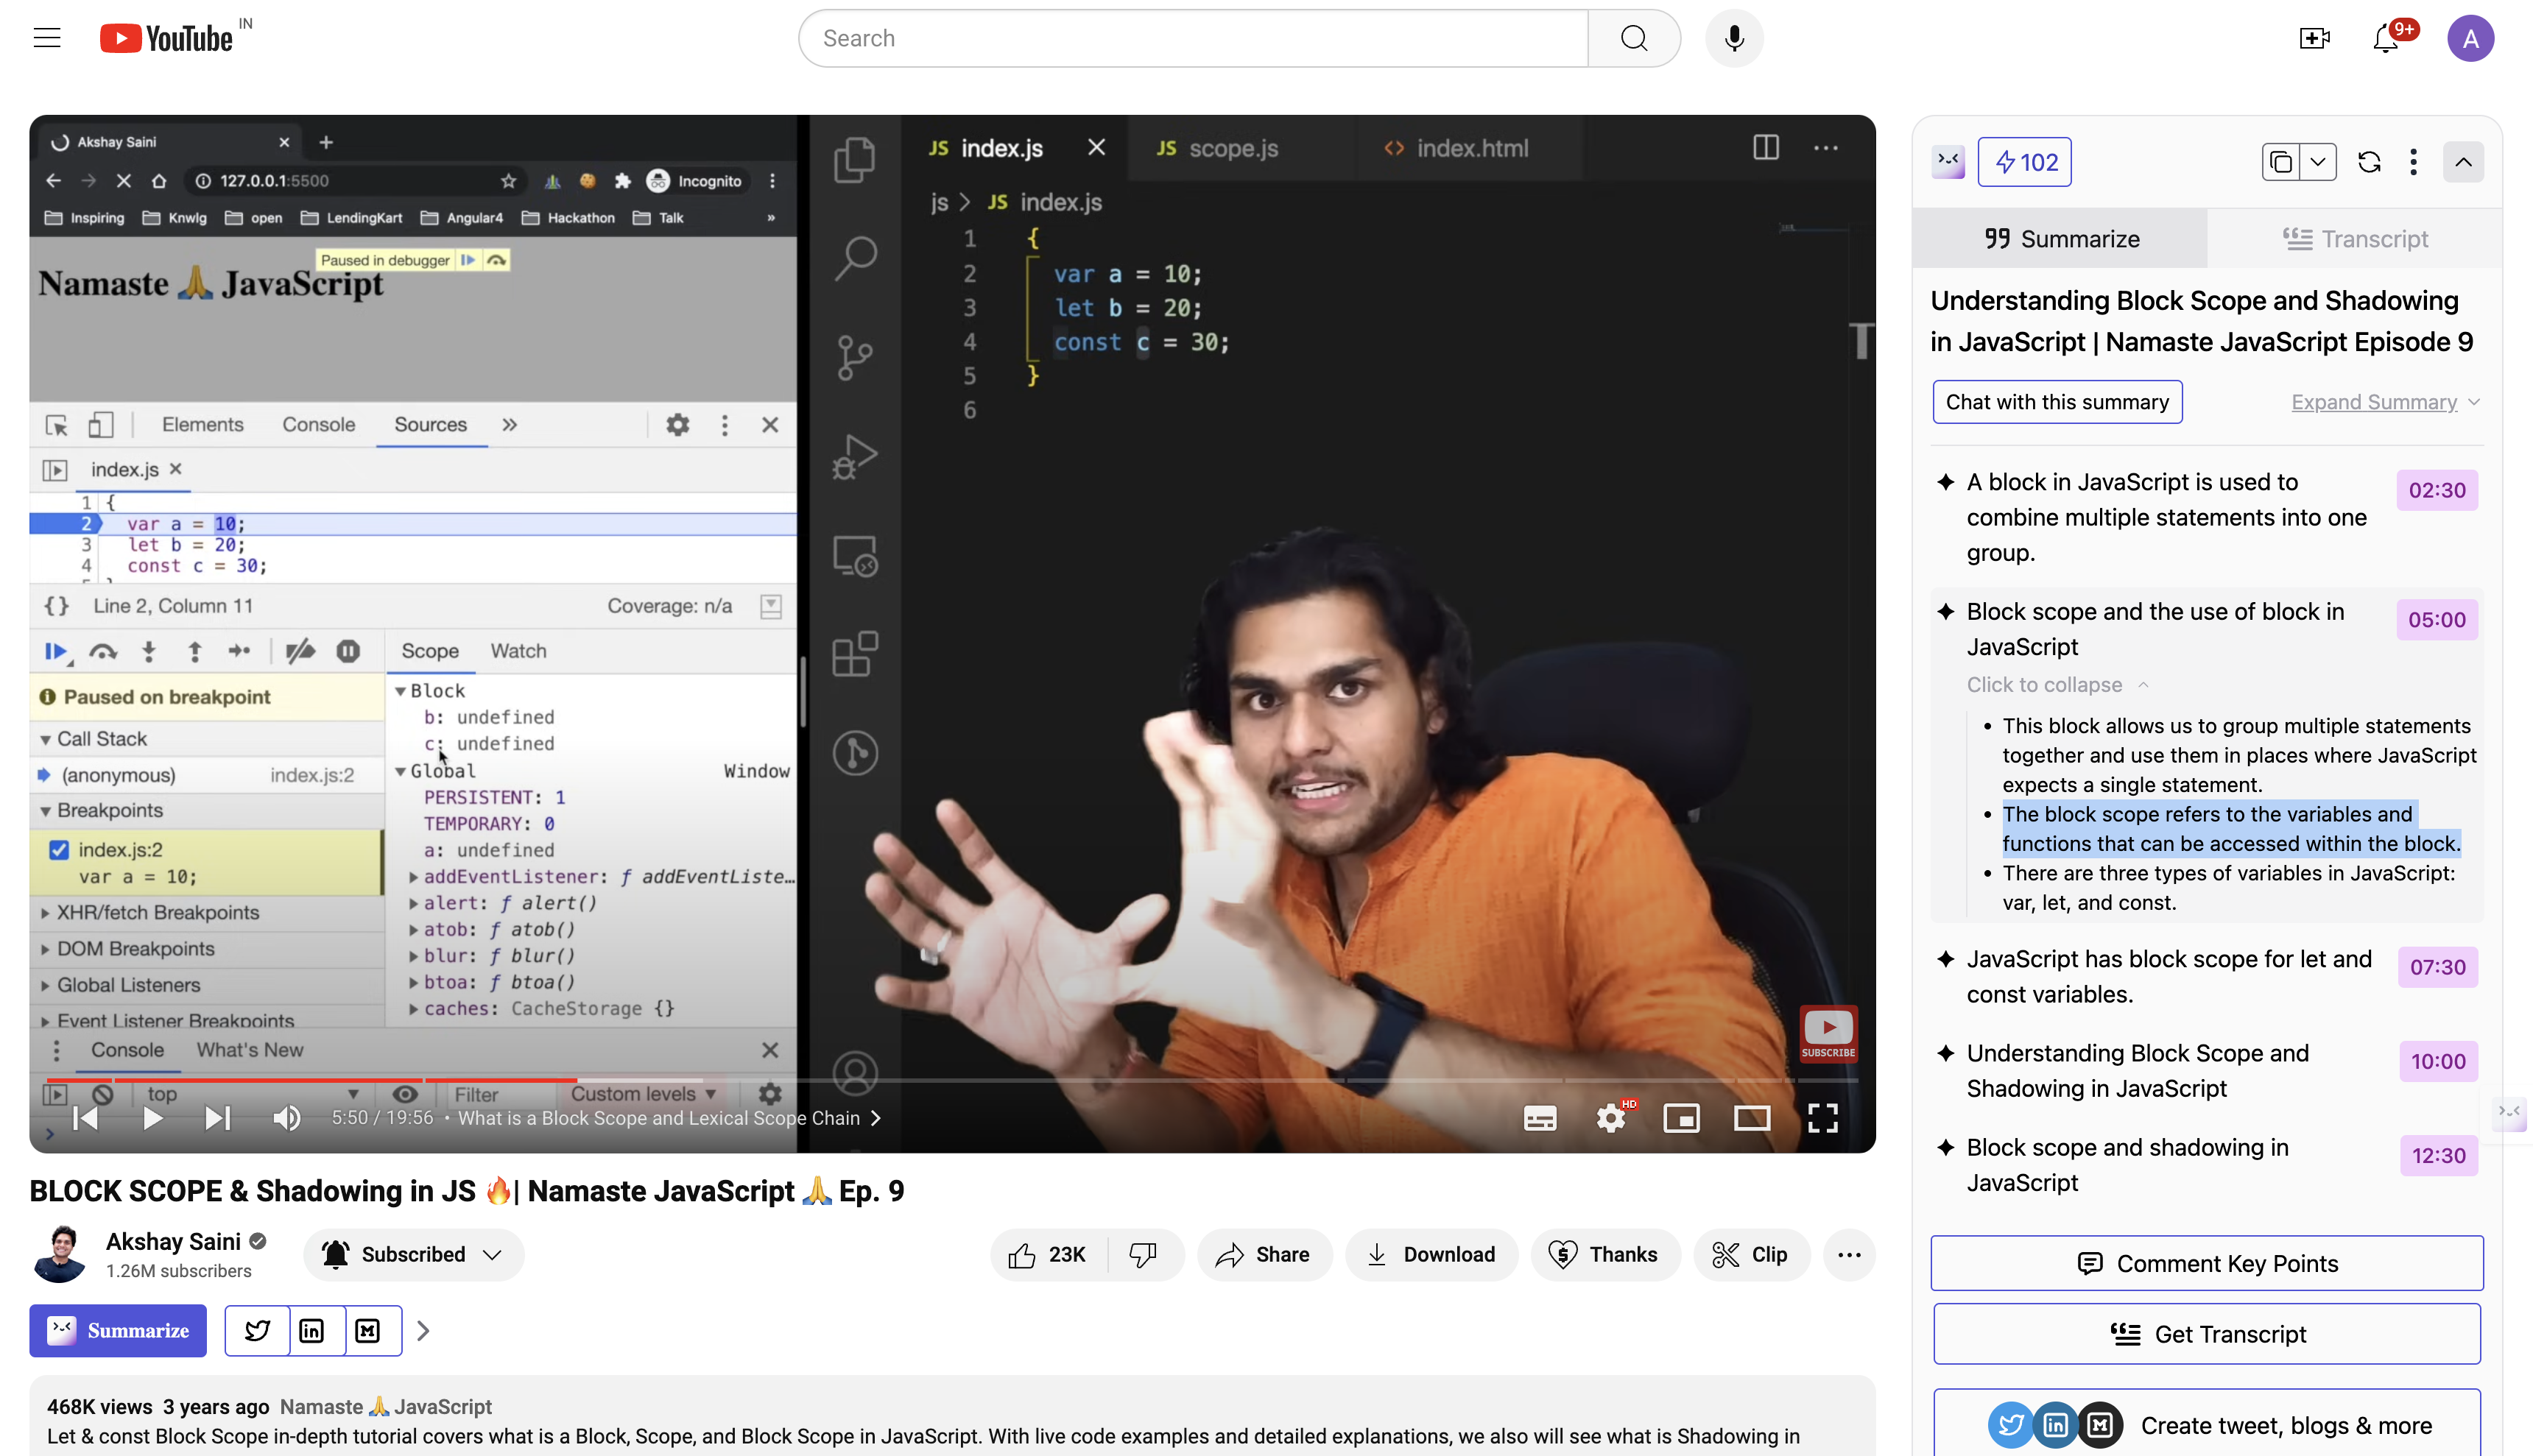 YouTube IN
Search
9+
A
Akshay Saini
127.0.0.1:5500
Incognito
Inspiring Knwlg open LendingKart Angular4 Hackathon Talk »
Paused in debugger
Namaste 🙏 JavaScript
Elements Console Sources »
index.js
1 {
2 var a = 10;
3 let b = 20;
4 const c = 30;
{} Line 2, Column 11 Coverage: n/a
Paused on breakpoint
Call Stack
(anonymous) index.js:2
Breakpoints
index.js:2
var a = 10;
XHR/fetch Breakpoints
DOM Breakpoints
Global Listeners
Event Listener Breakpoints
Scope Watch
Block
b: undefined
c: undefined
Global Window
PERSISTENT: 1
TEMPORARY: 0
a: undefined
addEventListener: ƒ addEventListe…
alert: ƒ alert()
atob: ƒ atob()
blur: ƒ blur()
btoa: ƒ btoa()
caches: CacheStorage {}
Console What's New
top Filter Custom levels
JS index.js JS scope.js <> index.html
js > JS index.js
1 {
2 var a = 10;
3 let b = 20;
4 const c = 30;
5 }
6
SUBSCRIBE
5:50 / 19:56 • What is a Block Scope and Lexical Scope Chain
HD
BLOCK SCOPE & Shadowing in JS 🔥| Namaste JavaScript 🙏 Ep. 9
Akshay Saini
1.26M subscribers
Subscribed
23K
Share
Download
Thanks
Clip
Summarize
468K views 3 years ago Namaste 🙏 JavaScript
Let & const Block Scope in-depth tutorial covers what is a Block, Scope, and Block Scope in JavaScript. With live code examples and detailed explanations, we also will see what is Shadowing in
102
Summarize Transcript
Understanding Block Scope and Shadowing
in JavaScript | Namaste JavaScript Episode 9
Chat with this summary Expand Summary
A block in JavaScript is used to 02:30
combine multiple statements into one
group.
Block scope and the use of block in 05:00
JavaScript
Click to collapse
• This block allows us to group multiple statements
together and use them in places where JavaScript
expects a single statement.
• The block scope refers to the variables and
functions that can be accessed within the block.
• There are three types of variables in JavaScript:
var, let, and const.
JavaScript has block scope for let and 07:30
const variables.
Understanding Block Scope and 10:00
Shadowing in JavaScript
Block scope and shadowing in 12:30
JavaScript
Comment Key Points
Get Transcript
Create tweet, blogs & more